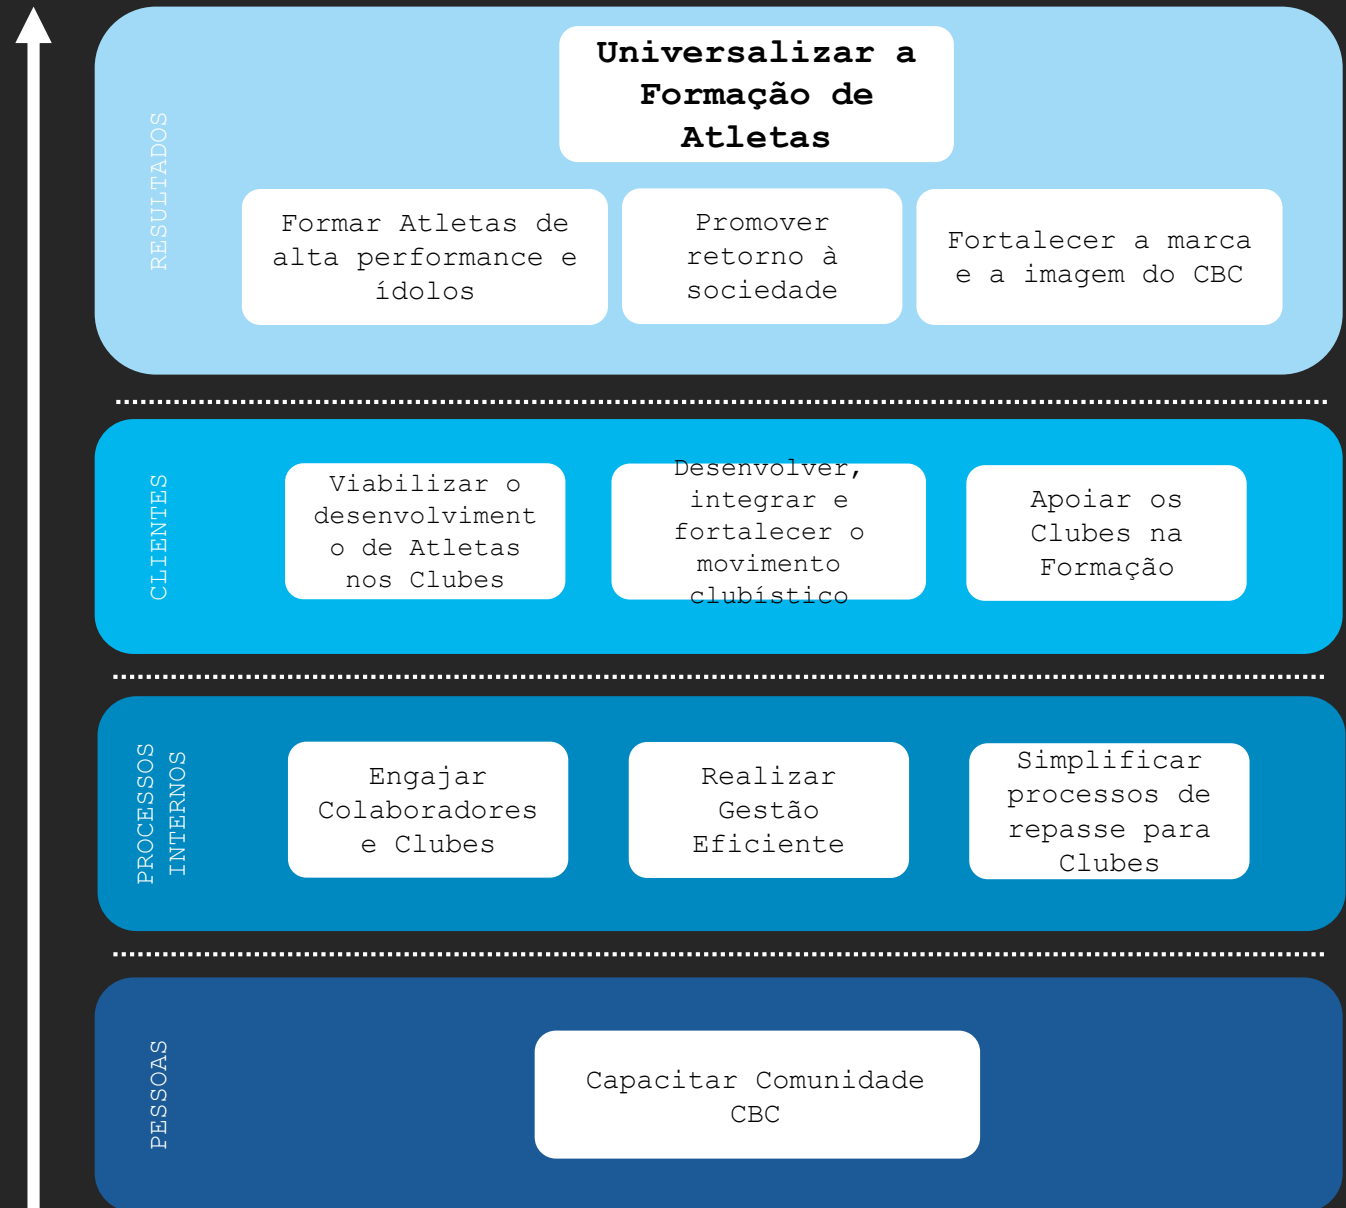 RESULTADOS
Universalizar a
Formação de
Atletas
Formar Atletas de
alta performance e
ídolos
Promover
retorno à
sociedade
Fortalecer a marca
e a imagem do CBC
CLIENTES
Viabilizar o
desenvolviment
o de Atletas
nos Clubes
Desenvolver,
integrar e
fortalecer o
movimento
clubístico
Apoiar os
Clubes na
Formação
PROCESSOS
INTERNOS
Engajar
Colaboradores
e Clubes
Realizar
Gestão
Eficiente
Simplificar
processos de
repasse para
Clubes
PESSOAS
Capacitar Comunidade
CBC